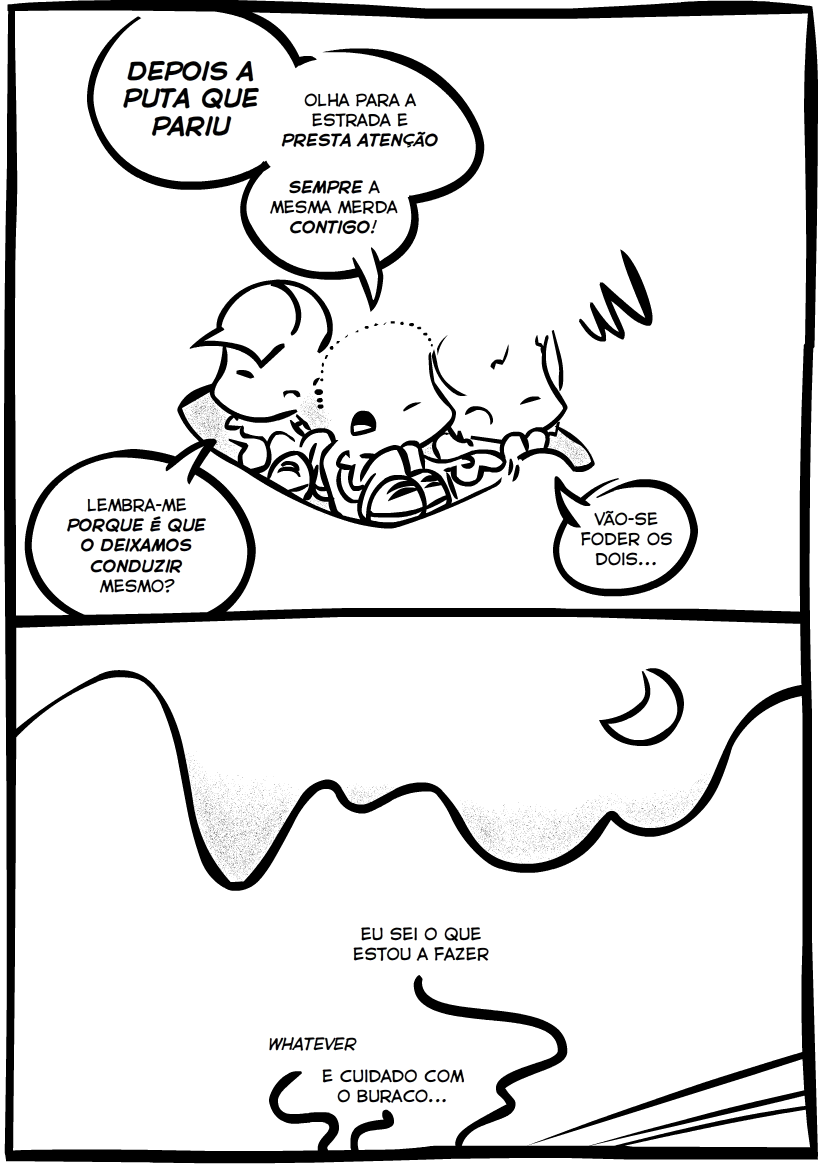 DEPOIS A
PUTA QUE
PARIU
OLHA PARA A
ESTRADA E
PRESTA ATENÇÃO
SEMPRE A
MESMA MERDA
CONTIGO!
LEMBRA-ME
PORQUE É QUE
O DEIXAMOS
CONDUZIR
MESMO?
VÃO-SE
FODER OS
DOIS...
EU SEI O QUE
ESTOU A FAZER
WHATEVER
E CUIDADO COM
O BURACO...